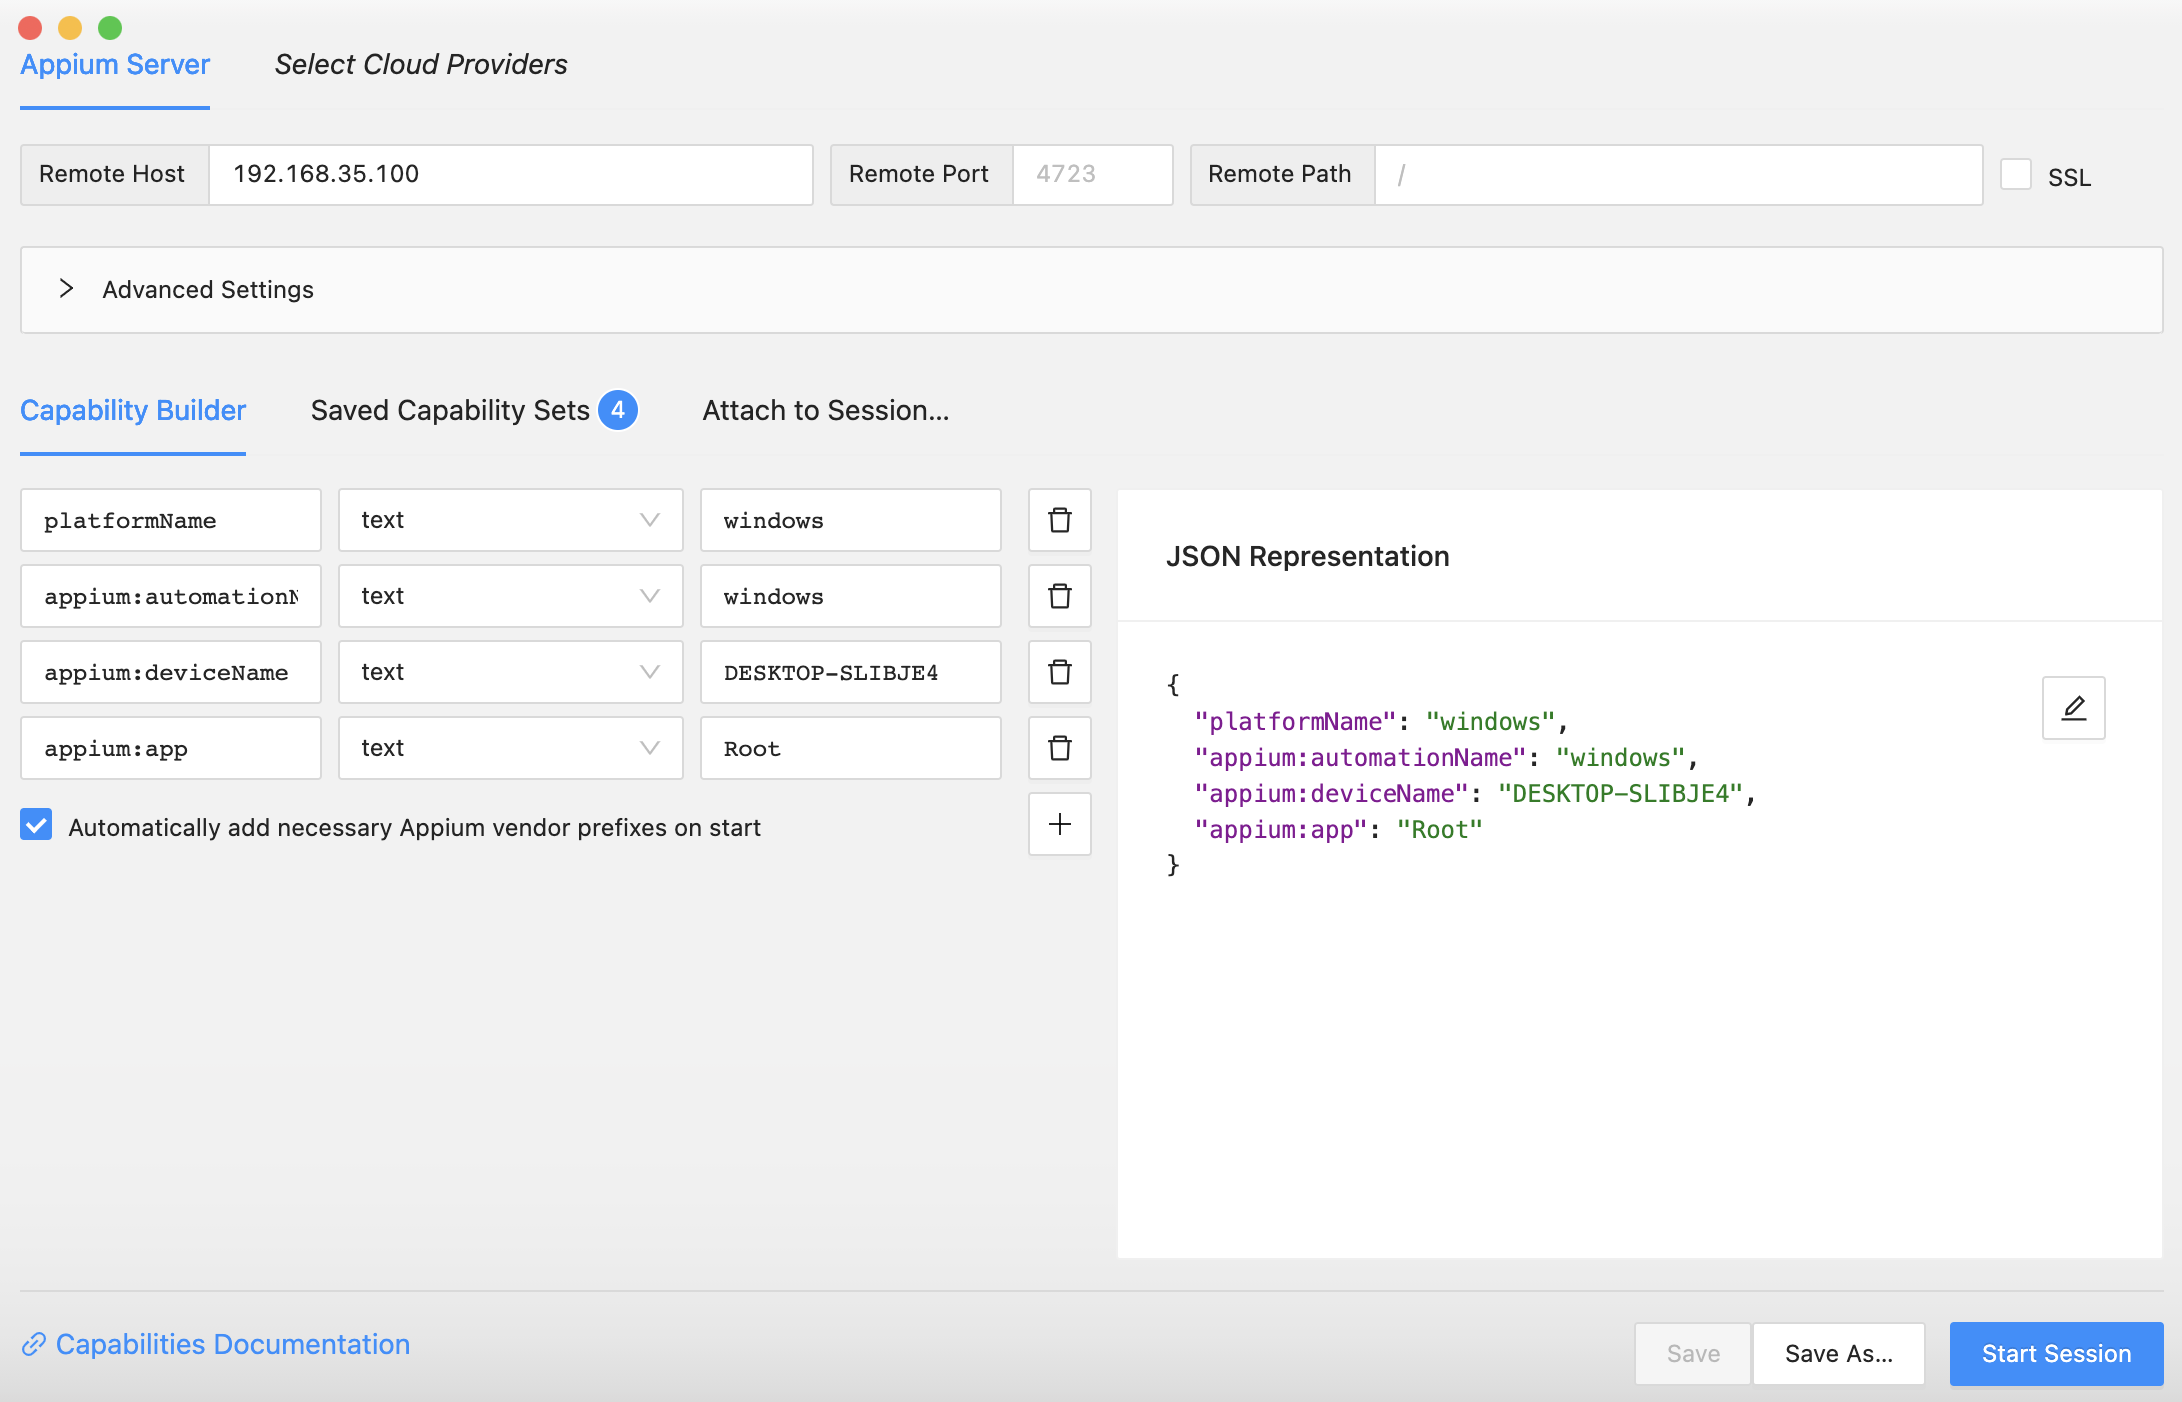 Appium Server Select Cloud Providers
Remote Host 192.168.35.100 Remote Port 4723 Remote Path / SSL
Advanced Settings
Capability Builder Saved Capability Sets 4 Attach to Session...
platformName text windows
appium:automationN text windows
appium:deviceName text DESKTOP-SLIBJE4
appium:app text Root
Automatically add necessary Appium vendor prefixes on start
JSON Representation
{
"platformName": "windows",
"appium:automationName": "windows",
"appium:deviceName": "DESKTOP-SLIBJE4",
"appium:app": "Root"
}
Capabilities Documentation
Save Save As... Start Session